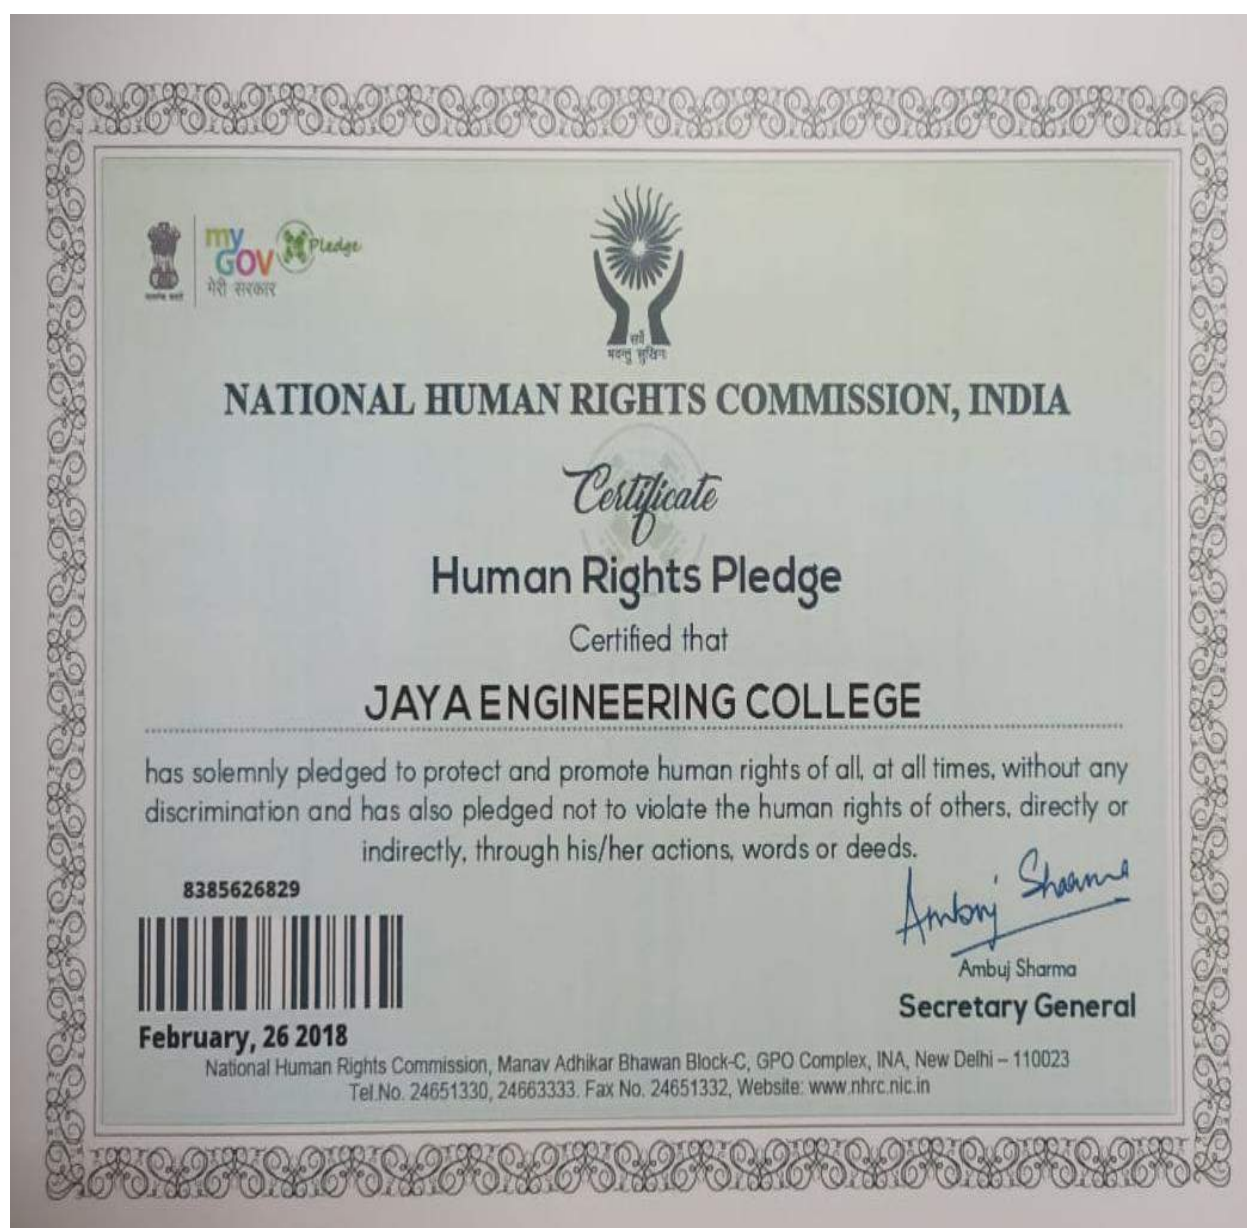 my
GOV
मेरी सरकार
Pledge
सर्वे
भवन्तु सुखिनः
NATIONAL HUMAN RIGHTS COMMISSION, INDIA
Certificate
Human Rights Pledge
Certified that
JAYA ENGINEERING COLLEGE
has solemnly pledged to protect and promote human rights of all, at all times, without any
discrimination and has also pledged not to violate the human rights of others, directly or
indirectly, through his/her actions, words or deeds.
8385626829
Ambuj Sharma
Ambuj Sharma
Secretary General
February, 26 2018
National Human Rights Commission, Manav Adhikar Bhawan Block-C, GPO Complex, INA, New Delhi – 110023
Tel.No. 24651330, 24663333. Fax No. 24651332, Website: www.nhrc.nic.in